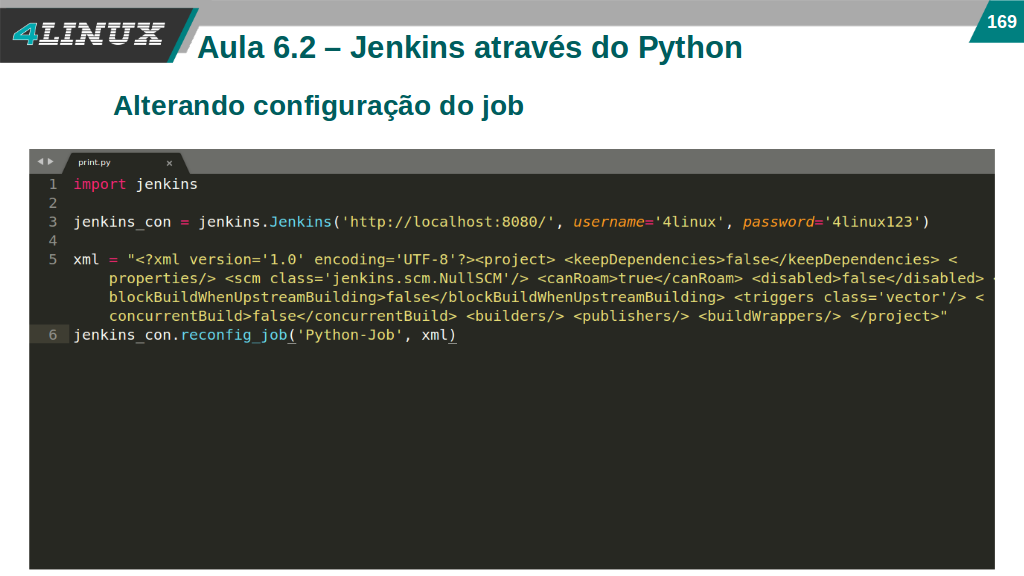 4LINUX
169
Aula 6.2 – Jenkins através do Python
Alterando configuração do job
print.py ×
1 import jenkins
2
3 jenkins_con = jenkins.Jenkins('http://localhost:8080/', username='4linux', password='4linux123')
4
5 xml = "<?xml version='1.0' encoding='UTF-8'?><project> <keepDependencies>false</keepDependencies> <
properties/> <scm class='jenkins.scm.NullSCM'/> <canRoam>true</canRoam> <disabled>false</disabled> <
blockBuildWhenUpstreamBuilding>false</blockBuildWhenUpstreamBuilding> <triggers class='vector'/> <
concurrentBuild>false</concurrentBuild> <builders/> <publishers/> <buildWrappers/> </project>"
6 jenkins_con.reconfig_job('Python-Job', xml)